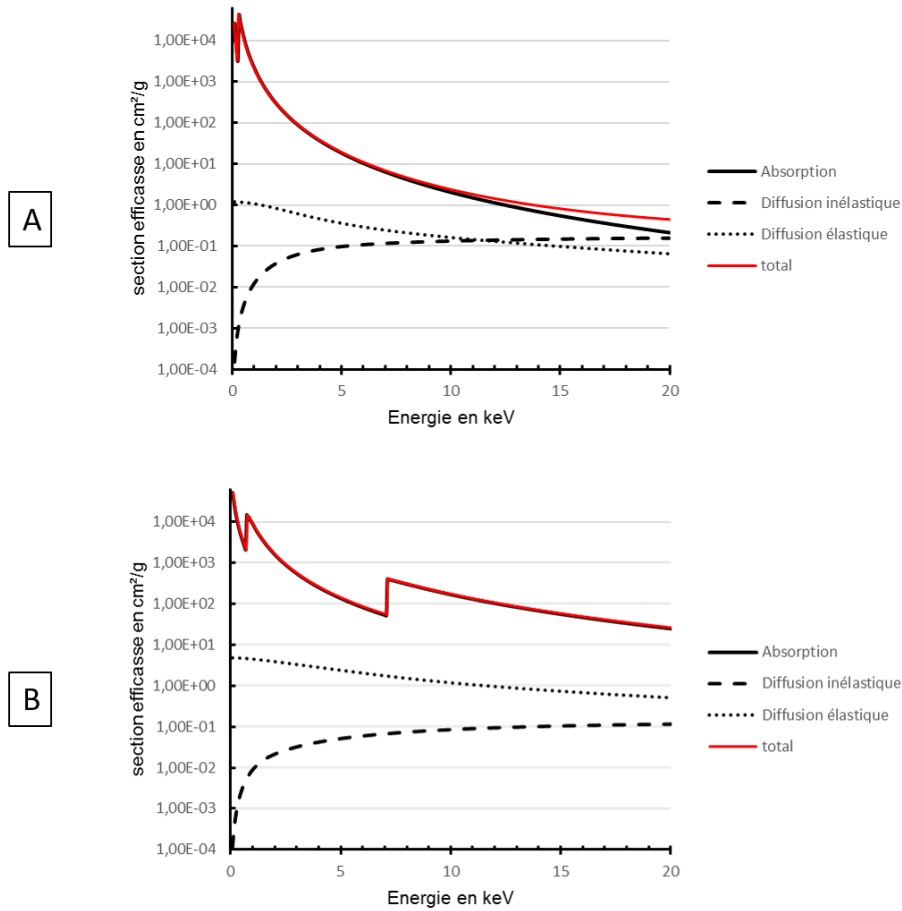 A
section efficasse en cm²/g
1,00E+04
1,00E+03
1,00E+02
1,00E+01
1,00E+00
1,00E-01
1,00E-02
1,00E-03
1,00E-04
0 5 10 15 20
Energie en keV
Absorption
Diffusion inélastique
Diffusion élastique
total
B
section efficasse en cm²/g
1,00E+04
1,00E+03
1,00E+02
1,00E+01
1,00E+00
1,00E-01
1,00E-02
1,00E-03
1,00E-04
0 5 10 15 20
Energie en keV
Absorption
Diffusion inélastique
Diffusion élastique
total